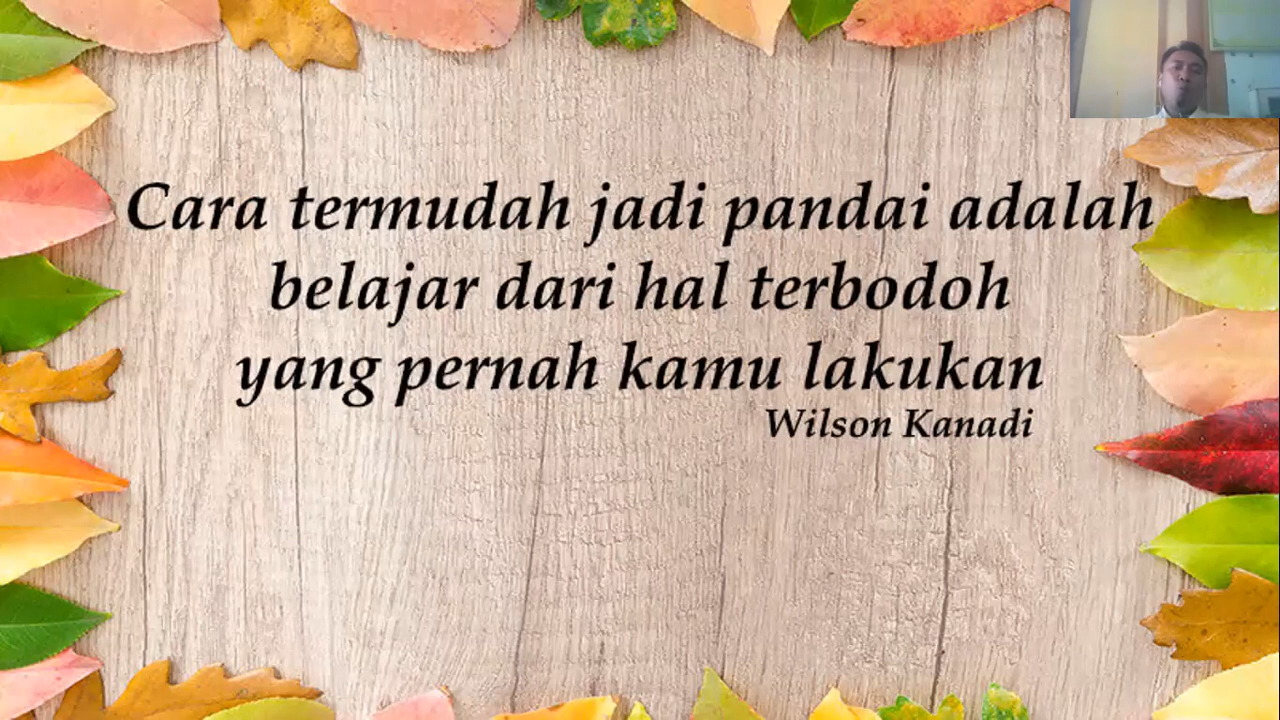 Cara termudah jadi pandai adalah
belajar dari hal terbodoh
yang pernah kamu lakukan
Wilson Kanadi